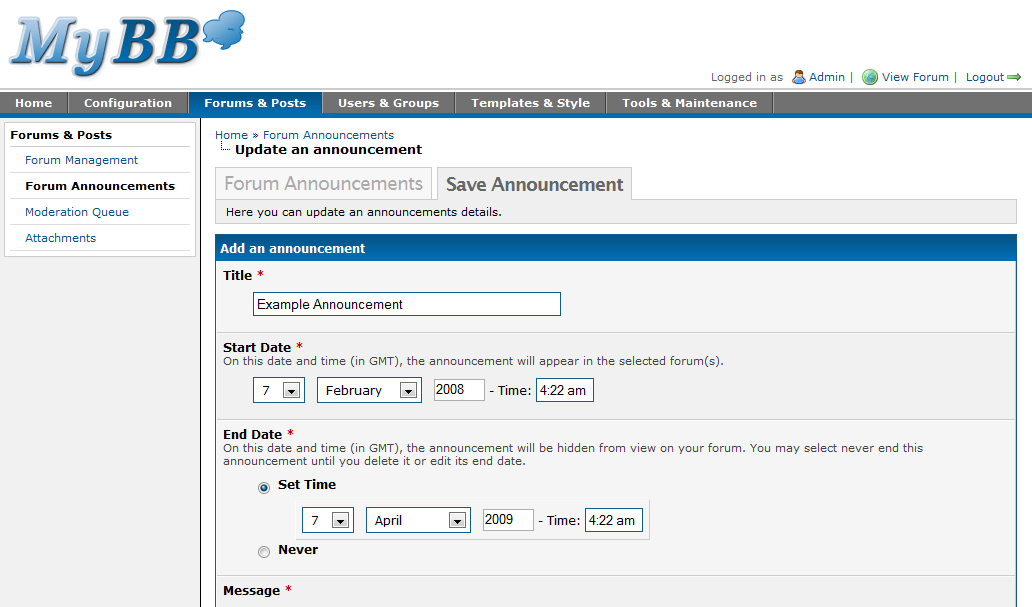 MyBB
Logged in as Admin | View Forum | Logout
Home Configuration Forums & Posts Users & Groups Templates & Style Tools & Maintenance
Forums & Posts
Forum Management
Forum Announcements
Moderation Queue
Attachments
Home » Forum Announcements
Update an announcement
Forum Announcements Save Announcement
Here you can update an announcements details.
Add an announcement
Title *
Example Announcement
Start Date *
On this date and time (in GMT), the announcement will appear in the selected forum(s).
7 February 2008 - Time: 4:22 am
End Date *
On this date and time (in GMT), the announcement will be hidden from view on your forum. You may select never end this
announcement until you delete it or edit its end date.
Set Time
7 April 2009 - Time: 4:22 am
Never
Message *